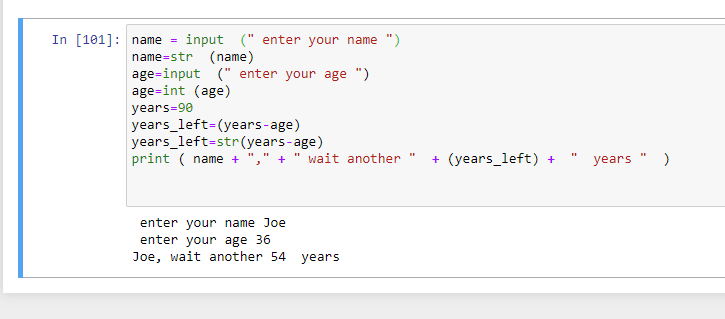 In [101]: name = input  (" enter your name ")
name=str  (name)
age=input  (" enter your age ")
age=int (age)
years=90
years_left=(years-age)
years_left=str(years-age)
print ( name + "," + " wait another "  + (years_left) +  "  years "  )
enter your name Joe
enter your age 36
Joe, wait another 54  years